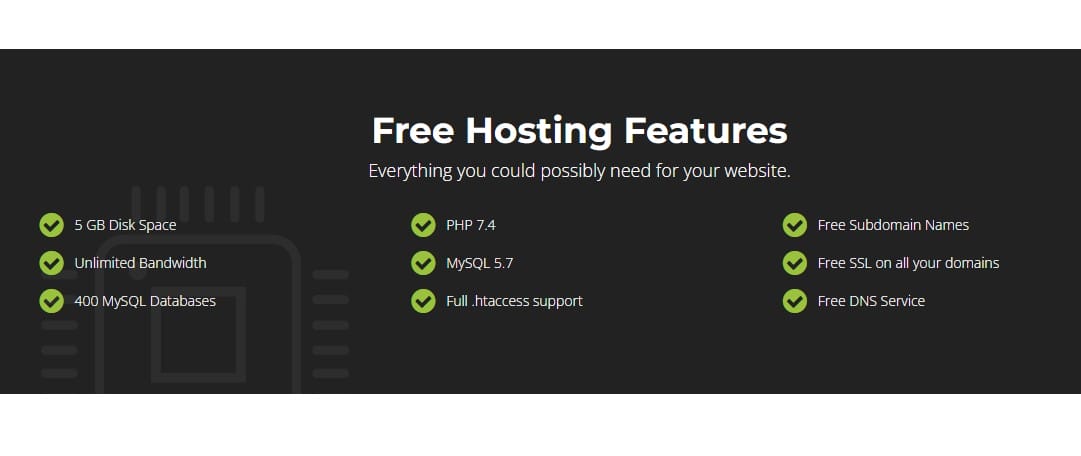 Free Hosting Features
Everything you could possibly need for your website.
5 GB Disk Space
Unlimited Bandwidth
400 MySQL Databases
PHP 7.4
MySQL 5.7
Full .htaccess support
Free Subdomain Names
Free SSL on all your domains
Free DNS Service